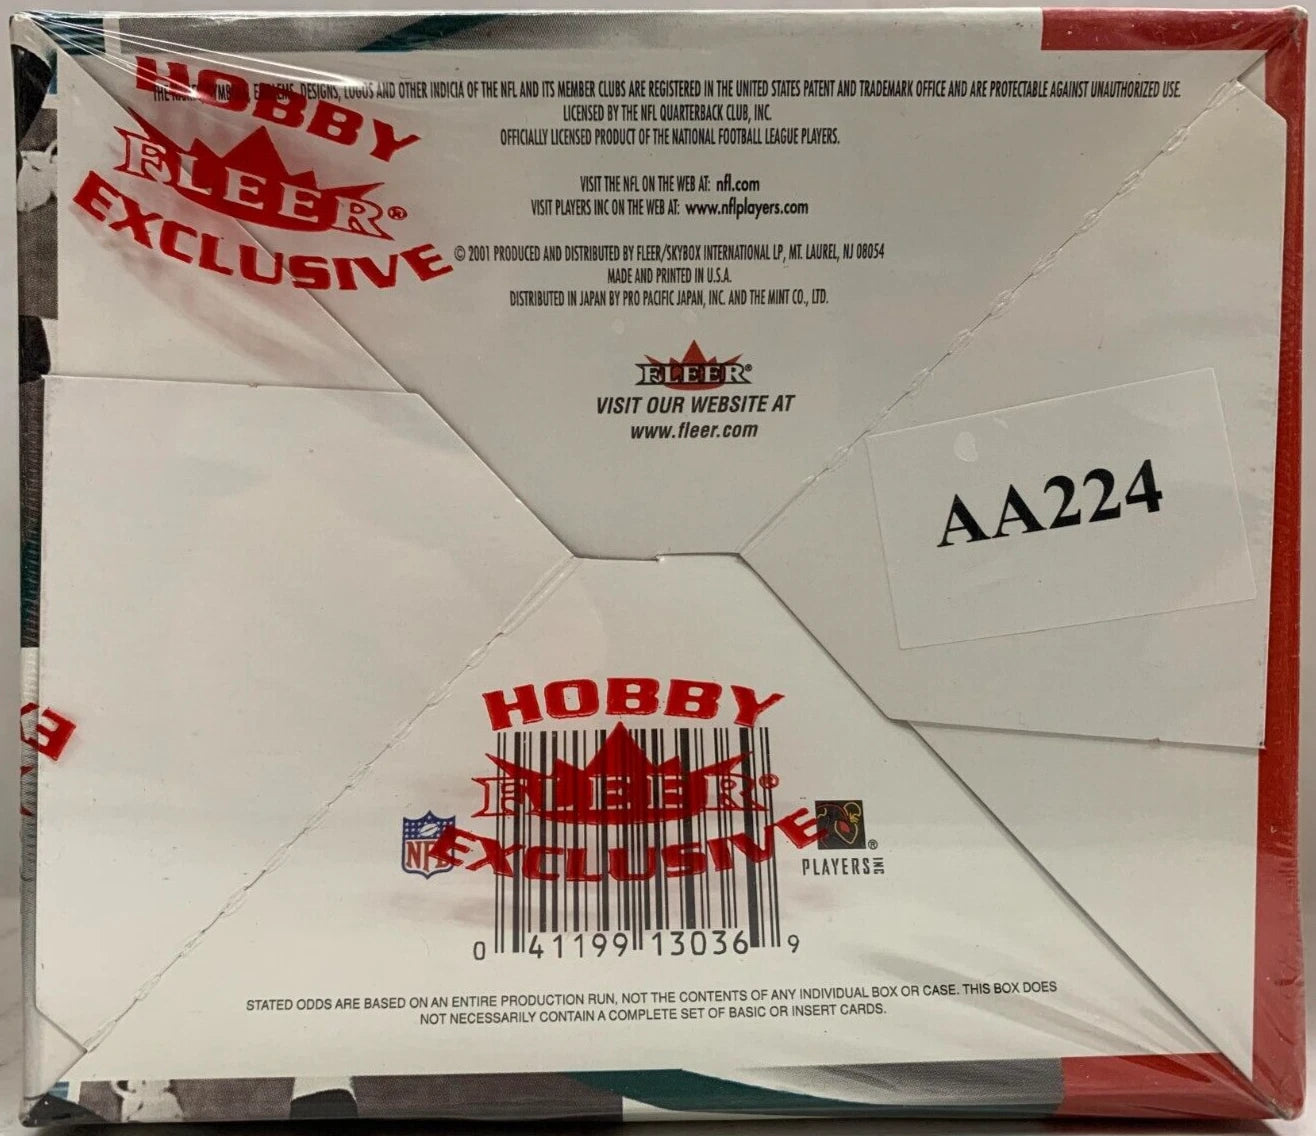 HOBBY
FLEER®
EXCLUSIVE
THE DESIGNS, LOGOS AND OTHER INDICIA OF THE NFL AND ITS MEMBER CLUBS ARE REGISTERED IN THE UNITED STATES PATENT AND TRADEMARK OFFICE AND ARE PROTECTABLE AGAINST UNAUTHORIZED USE.
LICENSED BY THE NFL QUARTERBACK CLUB, INC.
OFFICIALLY LICENSED PRODUCT OF THE NATIONAL FOOTBALL LEAGUE PLAYERS.
VISIT THE NFL ON THE WEB AT: nfl.com
VISIT PLAYERS INC ON THE WEB AT: www.nflplayers.com
© 2001 PRODUCED AND DISTRIBUTED BY FLEER/SKYBOX INTERNATIONAL LP, MT. LAUREL, NJ 08054
MADE AND PRINTED IN U.S.A.
DISTRIBUTED IN JAPAN BY PRO PACIFIC JAPAN, INC. AND THE MINT CO., LTD.
FLEER®
VISIT OUR WEBSITE AT
www.fleer.com
AA224
HOBBY
FLEER®
EXCLUSIVE
NFL
PLAYERS INC
®
0 41199 13036 9
STATED ODDS ARE BASED ON AN ENTIRE PRODUCTION RUN, NOT THE CONTENTS OF ANY INDIVIDUAL BOX OR CASE. THIS BOX DOES
NOT NECESSARILY CONTAIN A COMPLETE SET OF BASIC OR INSERT CARDS.